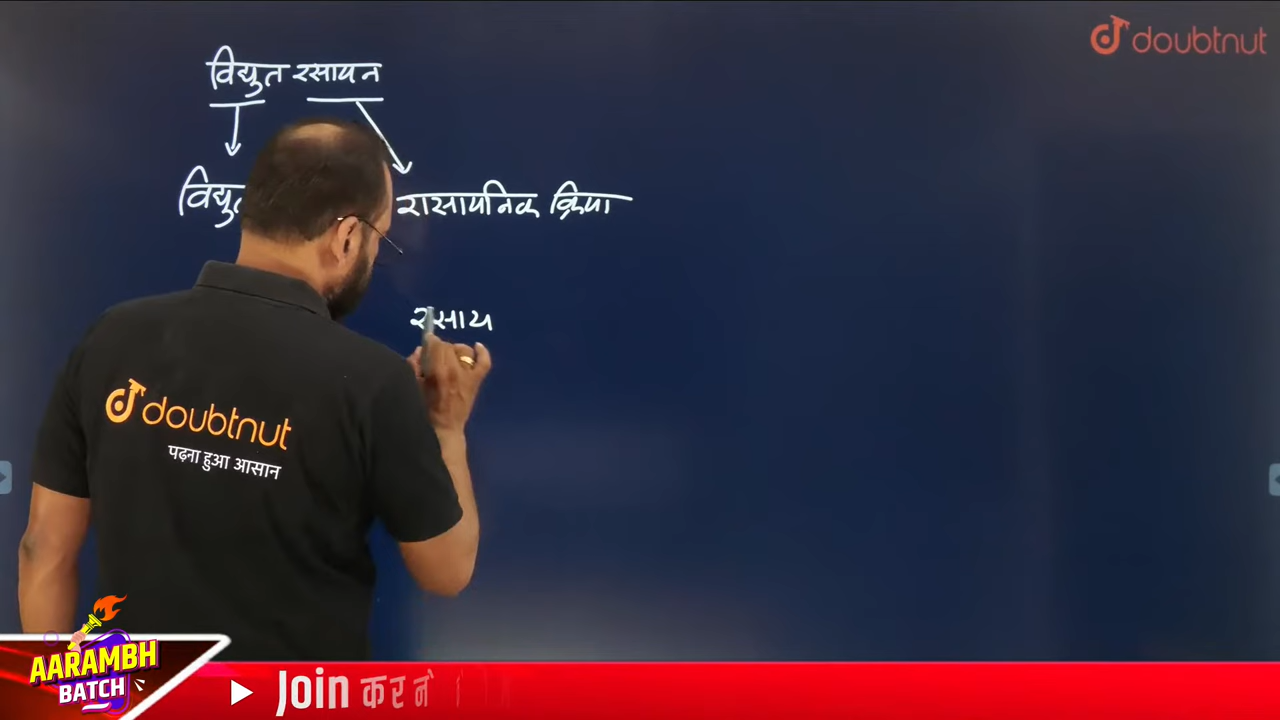 doubtnut
विद्युत रसायन
विद्यु
रासायनिक क्रिया
रसाय
doubtnut
पढ़ना हुआ आसान
AARAMBH
BATCH
Join करने